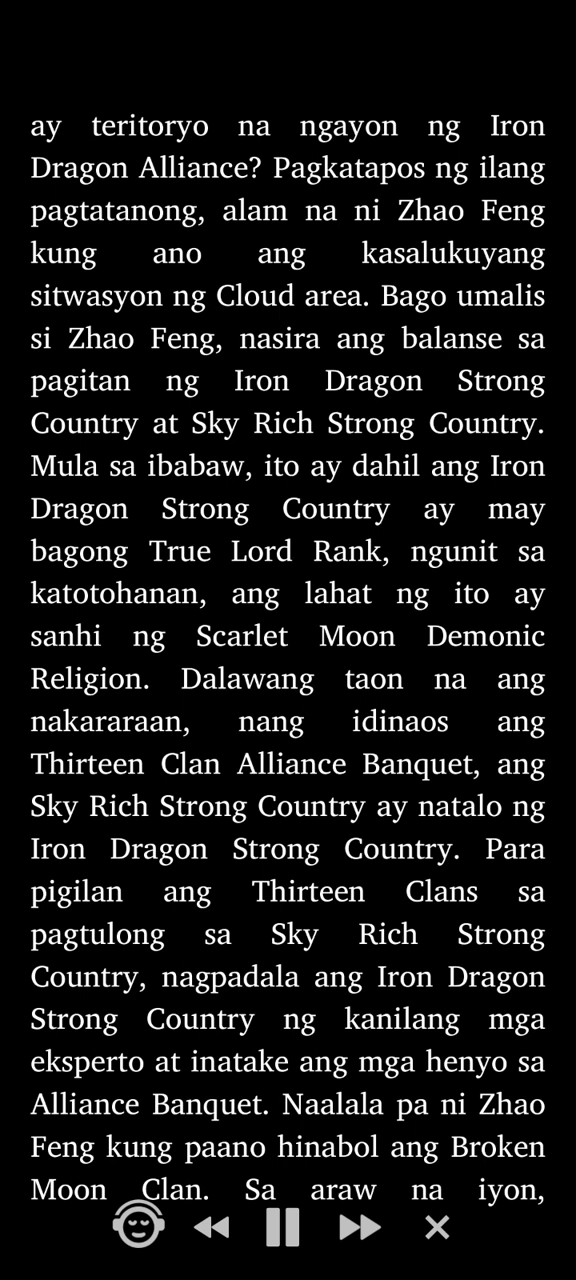 ay teritoryo na ngayon ng Iron
Dragon Alliance? Pagkatapos ng ilang
pagtatanong, alam na ni Zhao Feng
kung ano ang kasalukuyang
sitwasyon ng Cloud area. Bago umalis
si Zhao Feng, nasira ang balanse sa
pagitan ng Iron Dragon Strong
Country at Sky Rich Strong Country.
Mula sa ibabaw, ito ay dahil ang Iron
Dragon Strong Country ay may
bagong True Lord Rank, ngunit sa
katotohanan, ang lahat ng ito ay
sanhi ng Scarlet Moon Demonic
Religion. Dalawang taon na ang
nakararaan, nang idinaos ang
Thirteen Clan Alliance Banquet, ang
Sky Rich Strong Country ay natalo ng
Iron Dragon Strong Country. Para
pigilan ang Thirteen Clans sa
pagtulong sa Sky Rich Strong
Country, nagpadala ang Iron Dragon
Strong Country ng kanilang mga
eksperto at inatake ang mga henyo sa
Alliance Banquet. Naalala pa ni Zhao
Feng kung paano hinabol ang Broken
Moon Clan. Sa araw na iyon,